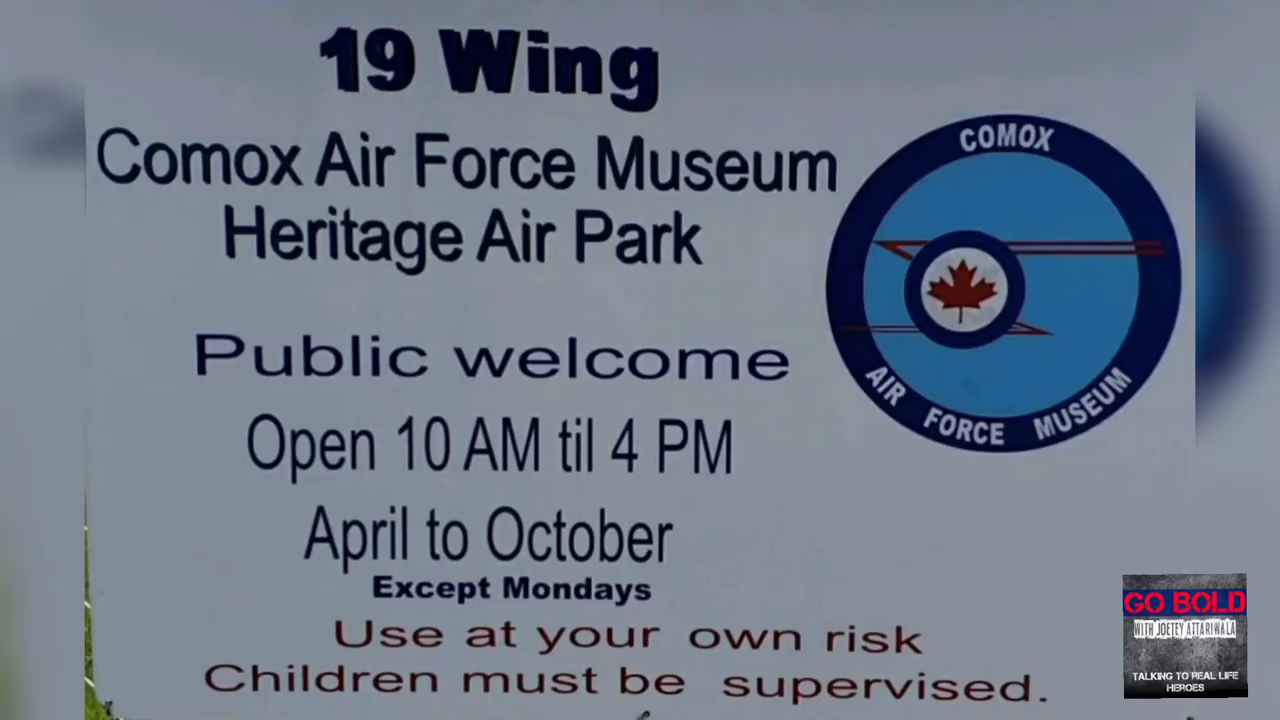 19 Wing
Comox Air Force Museum
Heritage Air Park
Public welcome
Open 10 AM til 4 PM
April to October
Except Mondays
Use at your own risk
Children must be supervised.
COMOX
AIR FORCE MUSEUM
GO BOLD
WITH JOETEY ATTARIWALA
TALKING TO REAL LIFE
HEROES